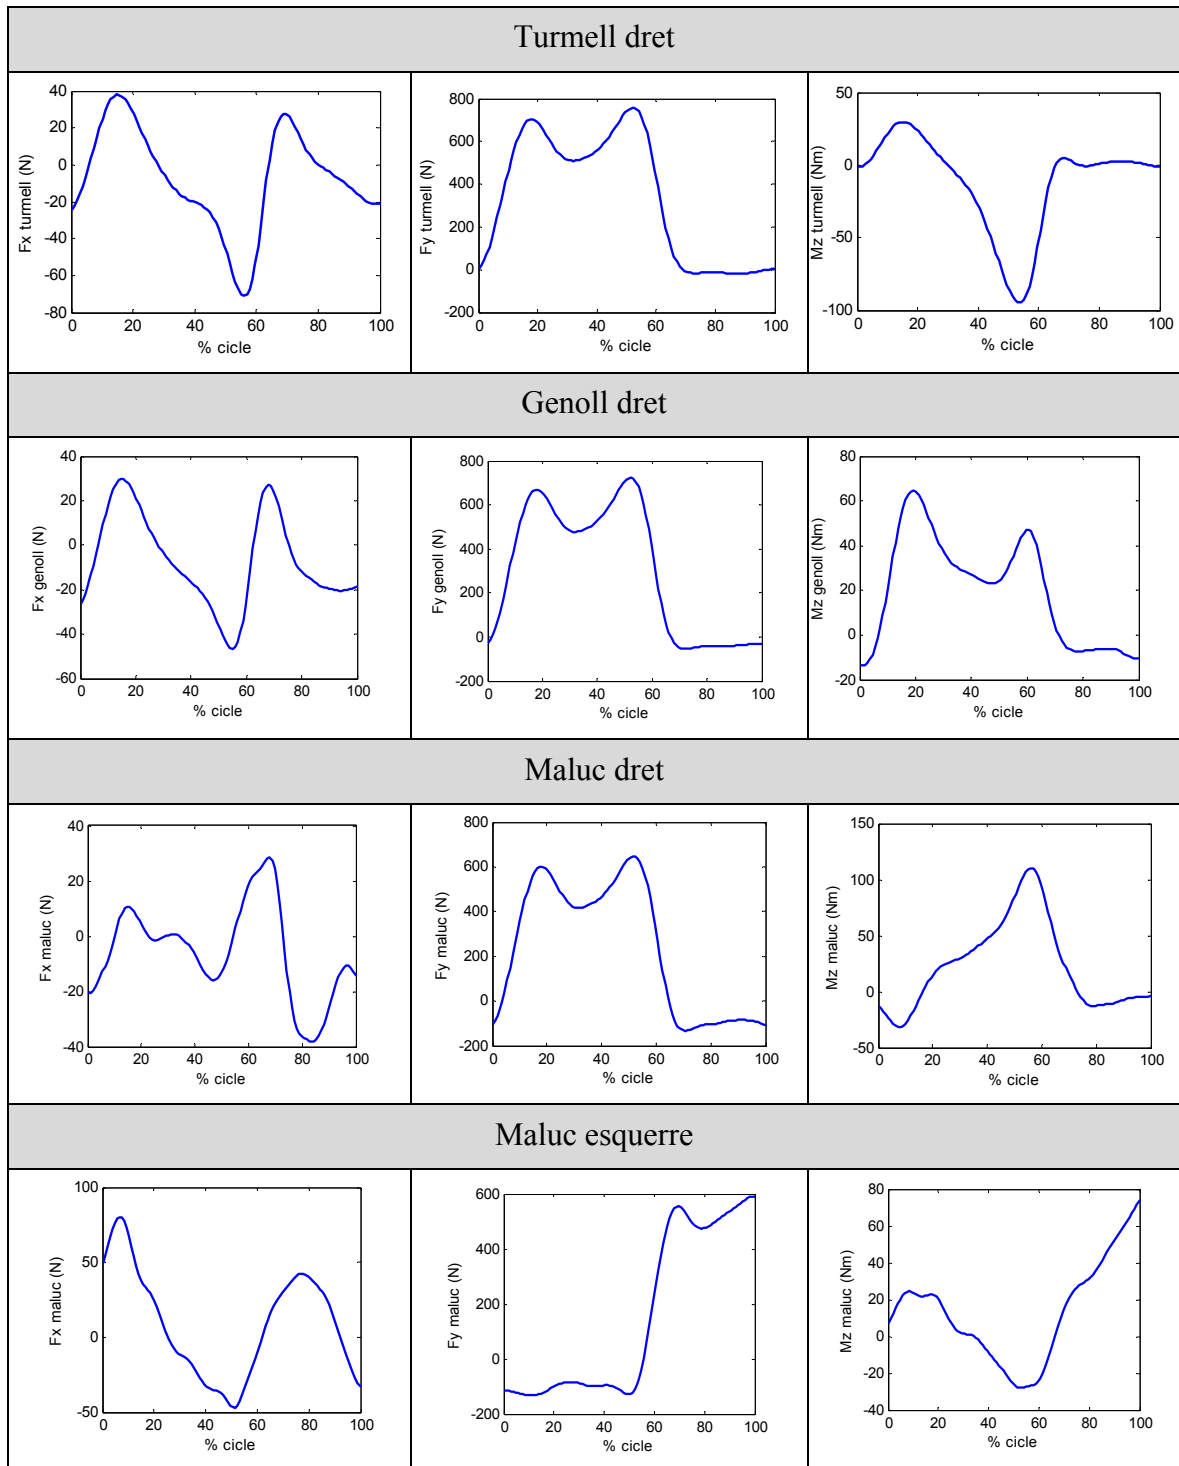 Turmell dret
Fx turmell (N)
40
20
0
-20
-40
-60
-80
0 20 40 60 80 100
% cicle
Fy turmell (N)
800
600
400
200
0
-200
0 20 40 60 80 100
% cicle
Mz turmell (Nm)
50
0
-50
-100
0 20 40 60 80 100
% cicle
Genoll dret
Fx genoll (N)
40
20
0
-20
-40
-60
0 20 40 60 80 100
% cicle
Fy genoll (N)
800
600
400
200
0
-200
0 20 40 60 80 100
% cicle
Mz genoll (Nm)
80
60
40
20
0
-20
0 20 40 60 80 100
% cicle
Maluc dret
Fx maluc (N)
40
20
0
-20
-40
0 20 40 60 80 100
% cicle
Fy maluc (N)
800
600
400
200
0
-200
0 20 40 60 80 100
% cicle
Mz maluc (Nm)
150
100
50
0
-50
0 20 40 60 80 100
% cicle
Maluc esquerre
Fx maluc (N)
100
50
0
-50
0 20 40 60 80 100
% cicle
Fy maluc (N)
600
400
200
0
-200
0 20 40 60 80 100
% cicle
Mz maluc (Nm)
80
60
40
20
0
-20
-40
0 20 40 60 80 100
% cicle